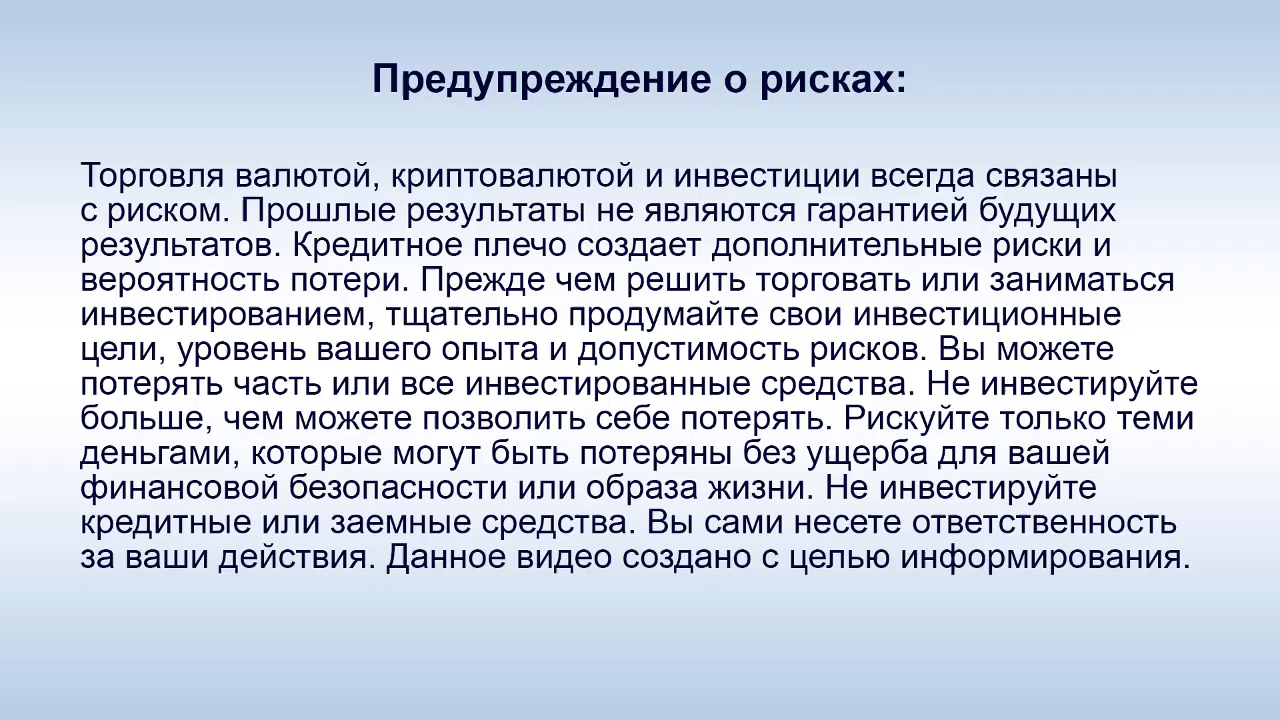 Предупреждение о рисках:
Торговля валютой, криптовалютой и инвестиции всегда связаны
с риском. Прошлые результаты не являются гарантией будущих
результатов. Кредитное плечо создает дополнительные риски и
вероятность потери. Прежде чем решить торговать или заниматься
инвестированием, тщательно продумайте свои инвестиционные
цели, уровень вашего опыта и допустимость рисков. Вы можете
потерять часть или все инвестированные средства. Не инвестируйте
больше, чем можете позволить себе потерять. Рискуйте только теми
деньгами, которые могут быть потеряны без ущерба для вашей
финансовой безопасности или образа жизни. Не инвестируйте
кредитные или заемные средства. Вы сами несете ответственность
за ваши действия. Данное видео создано с целью информирования.